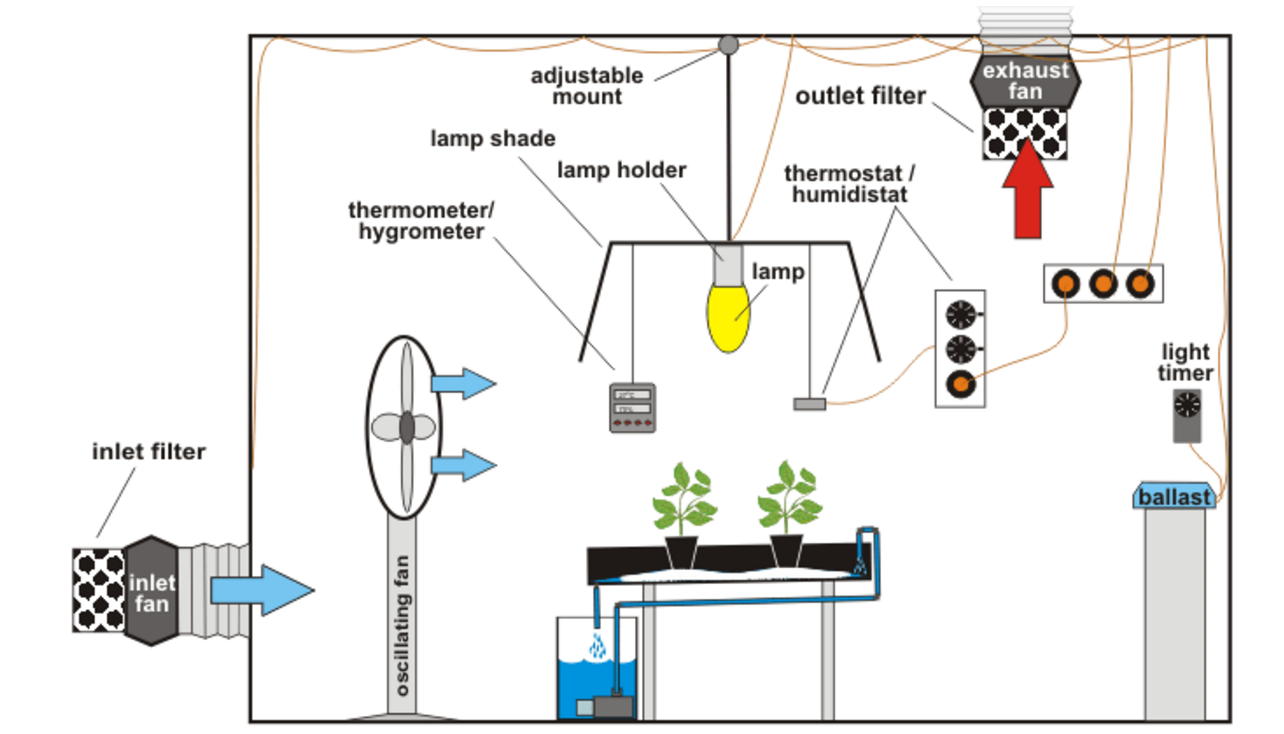 exhaust
fan
adjustable
mount
outlet filter
lamp shade
lamp holder
thermostat /
humidistat
thermometer/
hygrometer
lamp
light
timer
inlet filter
ballast
inlet
fan
oscillating fan